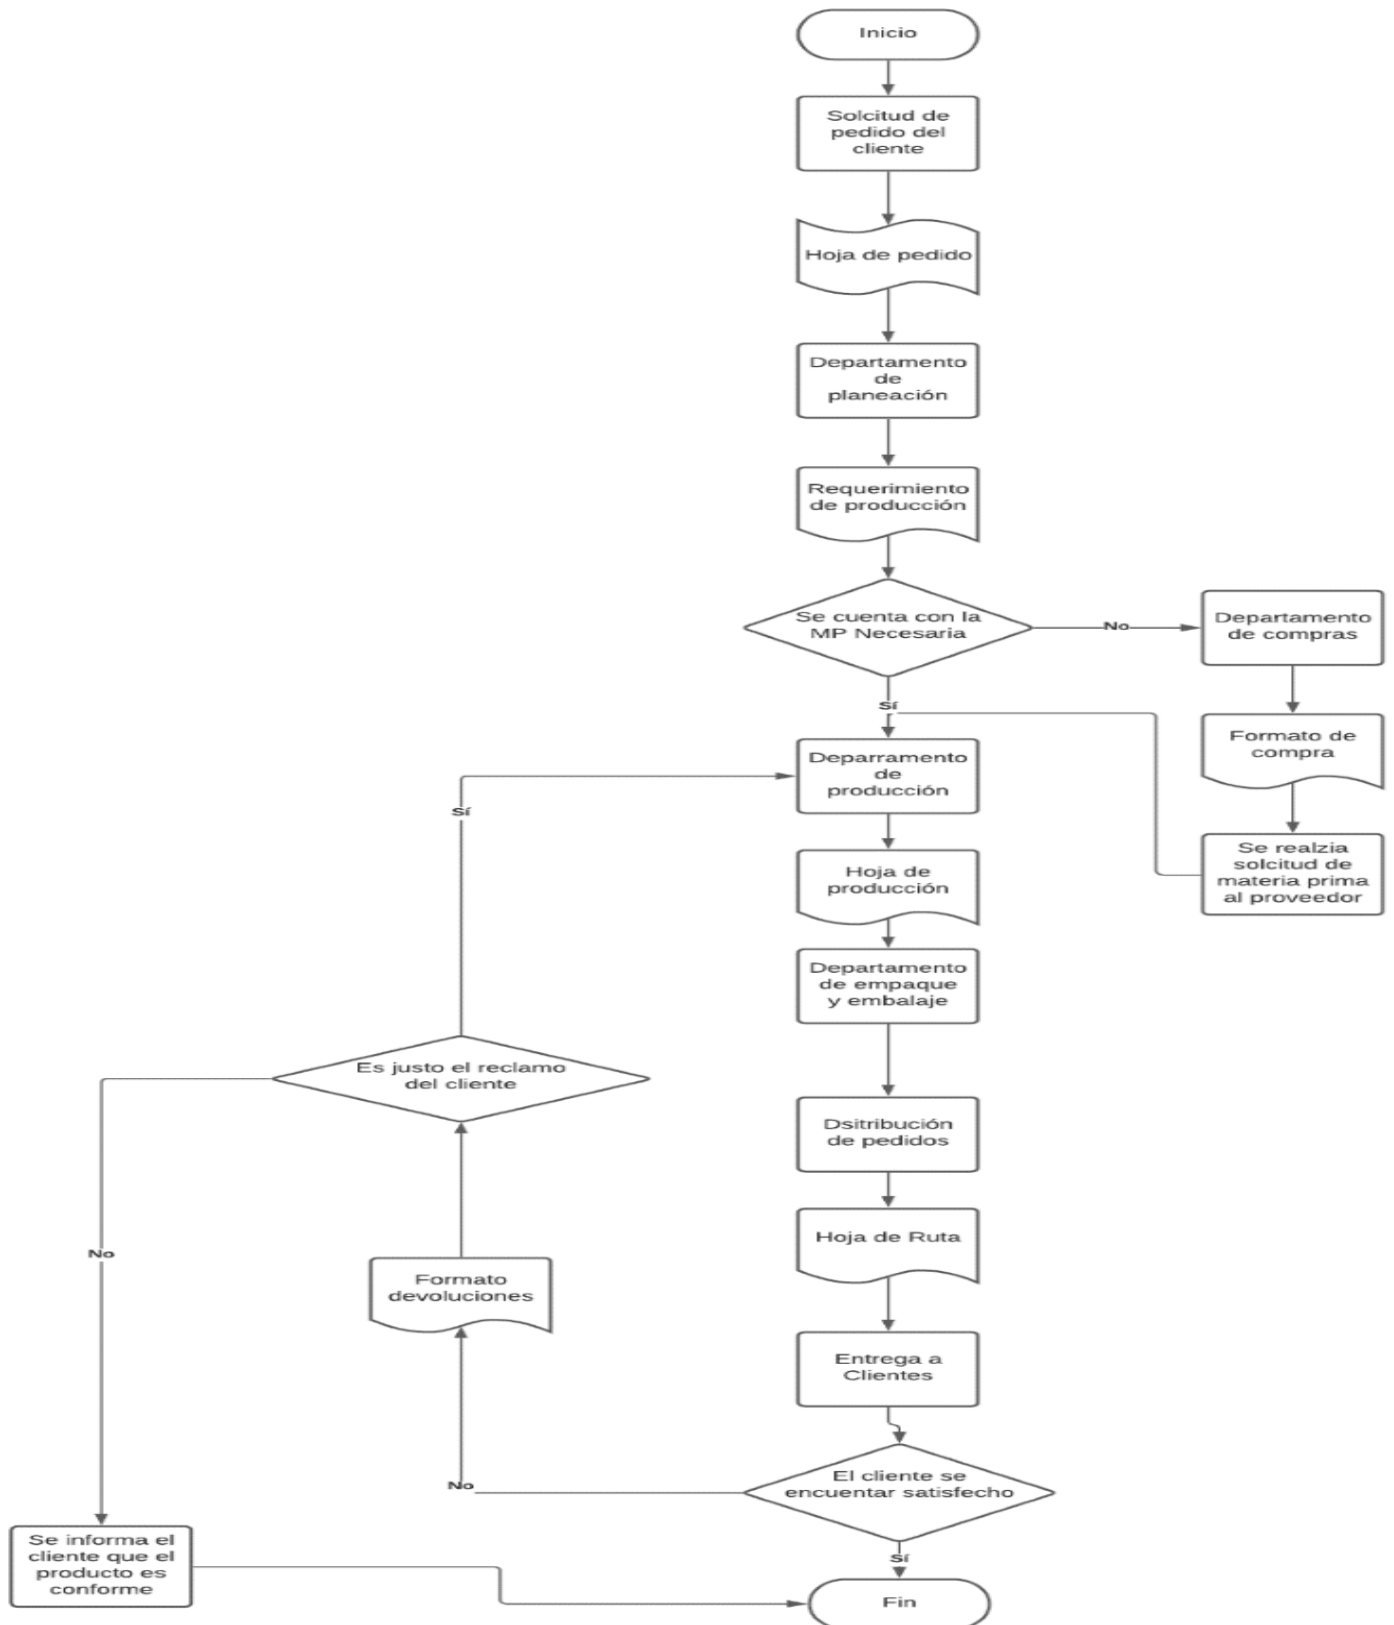 Inicio
Solcitud de
pedido del
cliente
Hoja de pedido
Departamento
de
planeación
Requerimiento
de producción
Se cuenta con la
MP Necesaria
No
Departamento
de compras
Formato de
compra
Se realzia
solcitud de
materia prima
al proveedor
Sí
Deparramento
de
producción
Hoja de
producción
Departamento
de empaque
y embalaje
Dsitribución
de pedidos
Hoja de Ruta
Entrega a
Clientes
El cliente se
encuentar satisfecho
No
Formato
devoluciones
Es justo el reclamo
del cliente
Sí
No
Se informa el
cliente que el
producto es
conforme
Sí
Fin